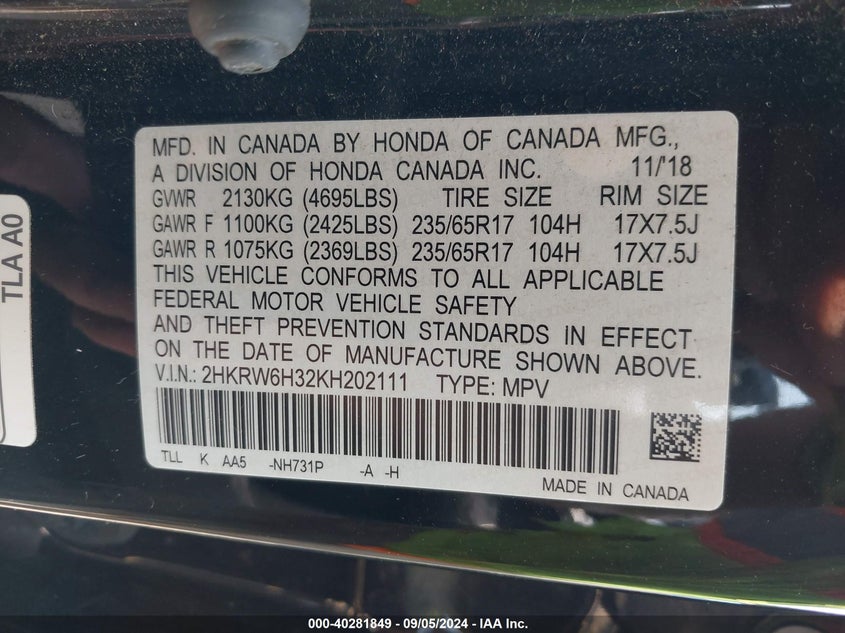 MFD. IN CANADA BY HONDA OF CANADA MFG.,
A DIVISION OF HONDA CANADA INC. 11/'18
GVWR 2130KG (4695LBS) TIRE SIZE RIM SIZE
GAWR F 1100KG (2425LBS) 235/65R17 104H 17X7.5J
GAWR R 1075KG (2369LBS) 235/65R17 104H 17X7.5J
THIS VEHICLE CONFORMS TO ALL APPLICABLE
FEDERAL MOTOR VEHICLE SAFETY
AND THEFT PREVENTION STANDARDS IN EFFECT
ON THE DATE OF MANUFACTURE SHOWN ABOVE.
V.I.N.: 2HKRW6H32KH202111 TYPE: MPV
TLL K AA5 -NH731P -A -H
MADE IN CANADA
TLA A0
000-40281849 - 09/05/2024 - IAA Inc.